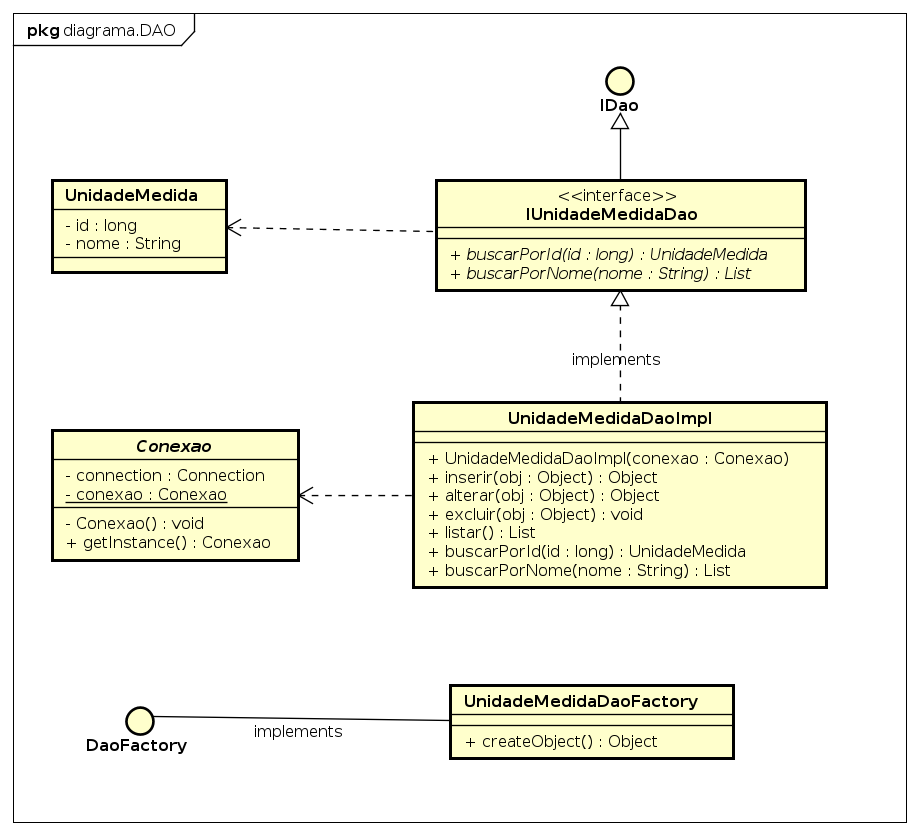 pkg diagrama.DAO
IDao
UnidadeMedida
- id : long
- nome : String
<<interface>>
IUnidadeMedidaDao
+ buscarPorId(id : long) : UnidadeMedida
+ buscarPorNome(nome : String) : List
implements
Conexao
- connection : Connection
- conexao : Conexao
- Conexao() : void
+ getInstance() : Conexao
UnidadeMedidaDaoImpl
+ UnidadeMedidaDaoImpl(conexao : Conexao)
+ inserir(obj : Object) : Object
+ alterar(obj : Object) : Object
+ excluir(obj : Object) : void
+ listar() : List
+ buscarPorId(id : long) : UnidadeMedida
+ buscarPorNome(nome : String) : List
DaoFactory
implements
UnidadeMedidaDaoFactory
+ createObject() : Object